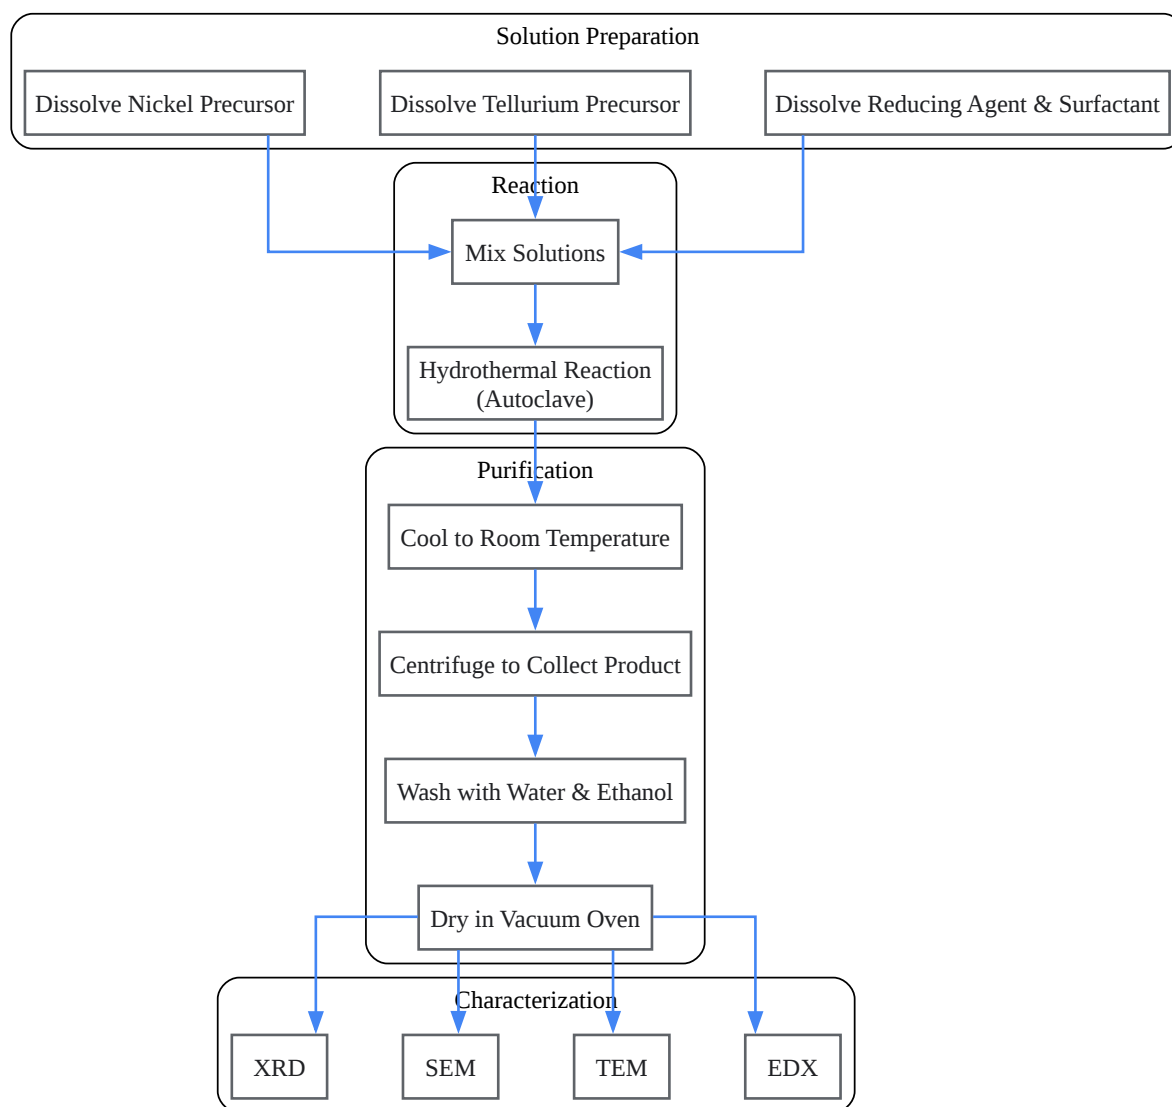 Solution Preparation
Dissolve Nickel Precursor
Dissolve Tellurium Precursor
Dissolve Reducing Agent & Surfactant
Reaction
Mix Solutions
Hydrothermal Reaction
(Autoclave)
Purification
Cool to Room Temperature
Centrifuge to Collect Product
Wash with Water & Ethanol
Dry in Vacuum Oven
Characterization
XRD
SEM
TEM
EDX